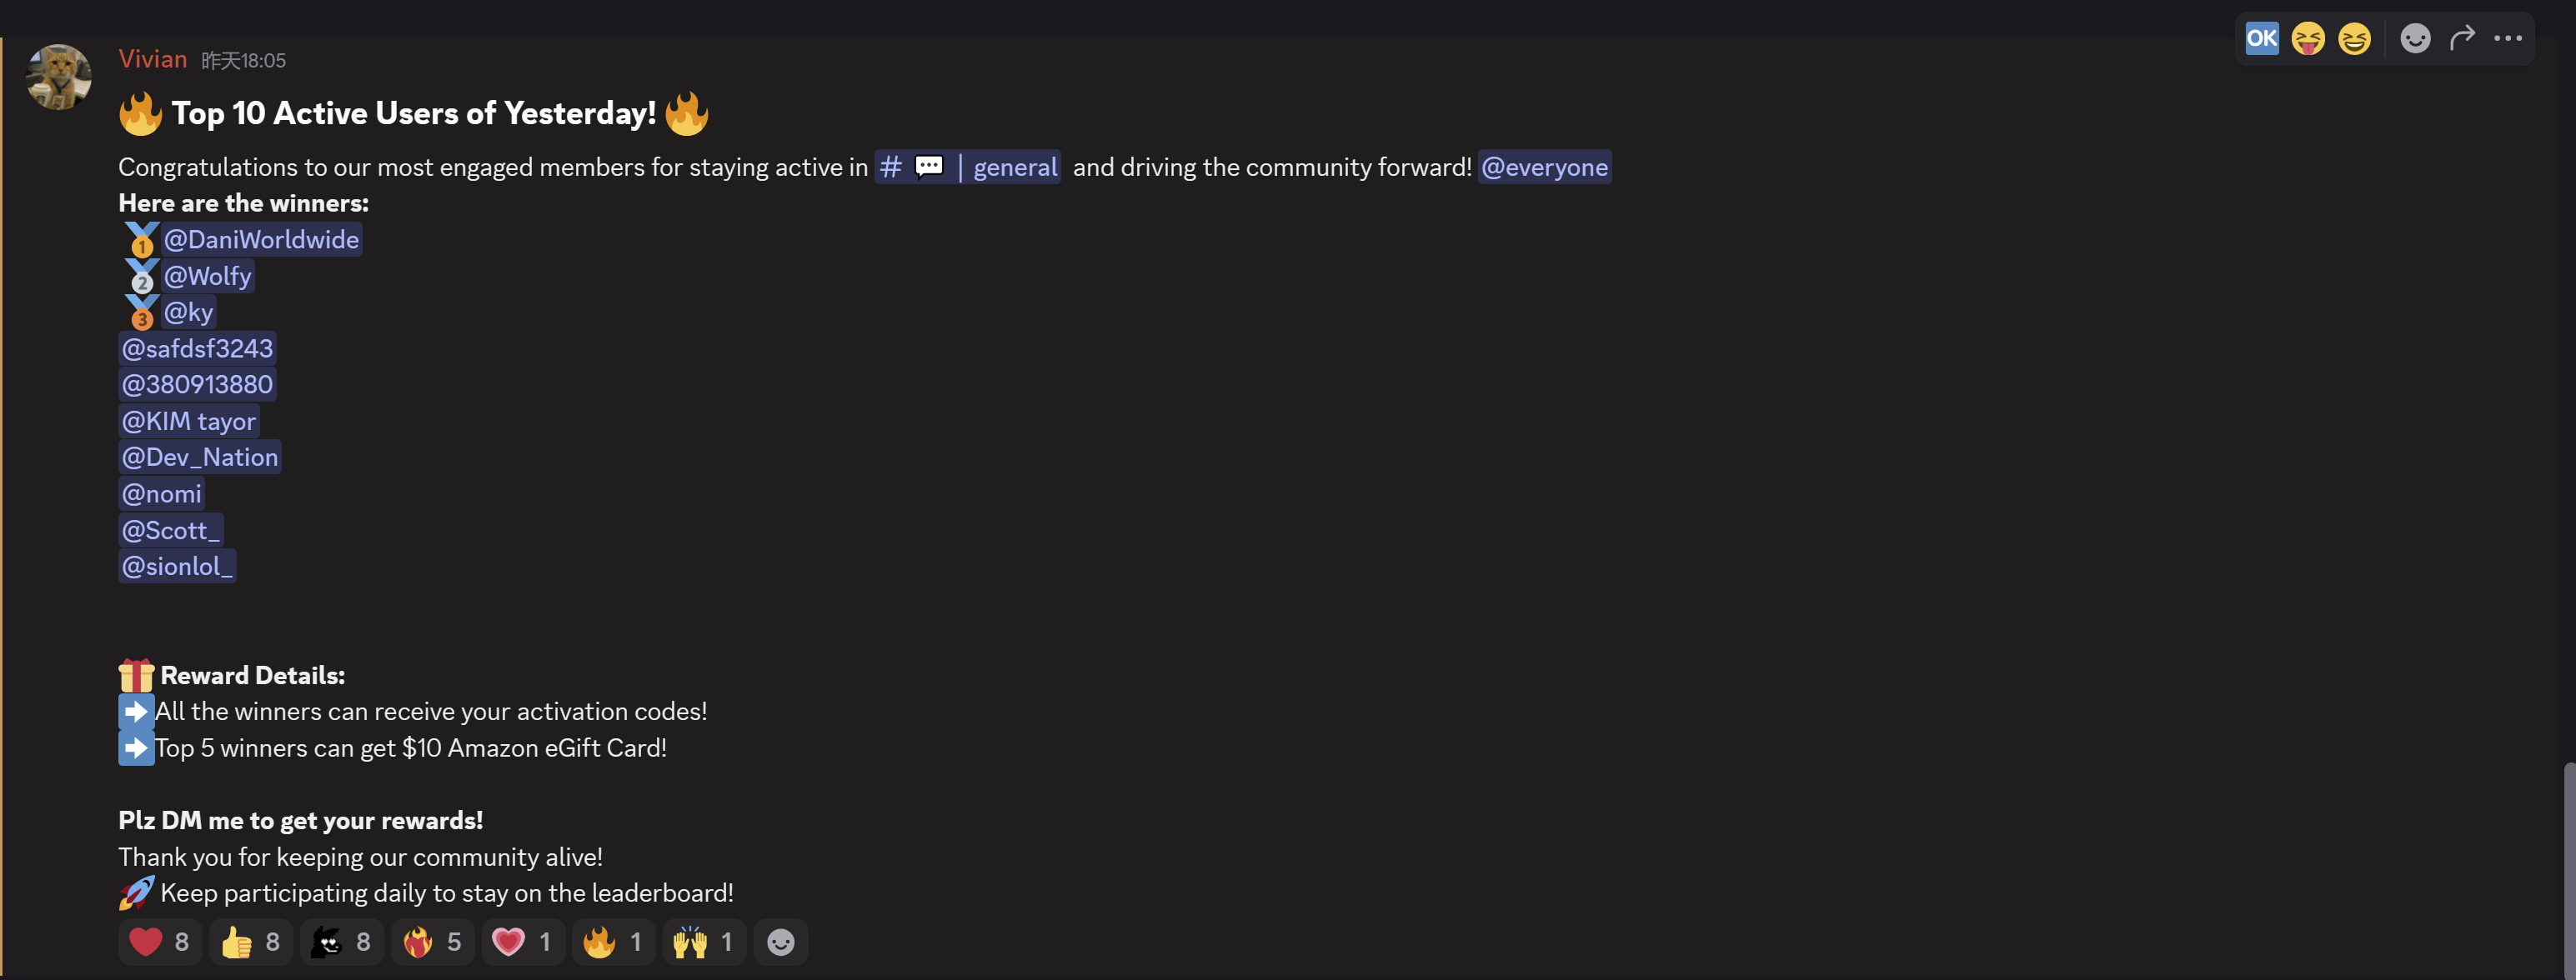 Vivian 昨天18:05
🔥 Top 10 Active Users of Yesterday! 🔥
Congratulations to our most engaged members for staying active in # 💬 | general and driving the community forward! @everyone
Here are the winners:
🥇@DaniWorldwide
🥈@Wolfy
🥉@ky
@safdsf3243
@380913880
@KIM tayor
@Dev_Nation
@nomi
@Scott_
@sionlol_
🎁 Reward Details:
➡️All the winners can receive your activation codes!
➡️Top 5 winners can get $10 Amazon eGift Card!
Plz DM me to get your rewards!
Thank you for keeping our community alive!
🚀 Keep participating daily to stay on the leaderboard!
8 8 8 5 1 1 1